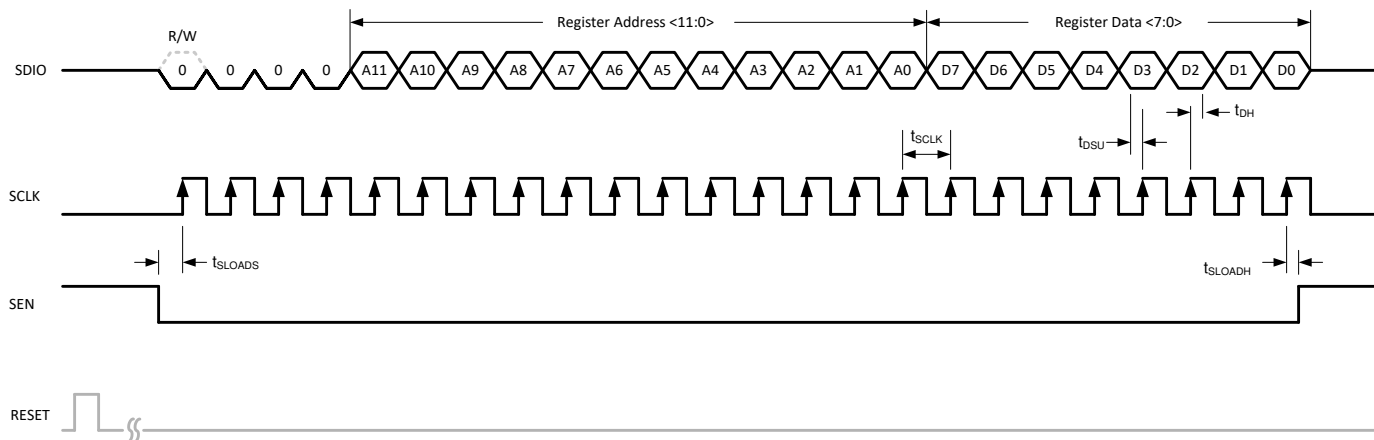 Register Address <11:0> Register Data <7:0>
R/W
SDIO 0 0 0 0 A11 A10 A9 A8 A7 A6 A5 A4 A3 A2 A1 A0 D7 D6 D5 D4 D3 D2 D1 D0
tDH
tSCLK tDSU
SCLK
tSLOADS tSLOADH
SEN
RESET